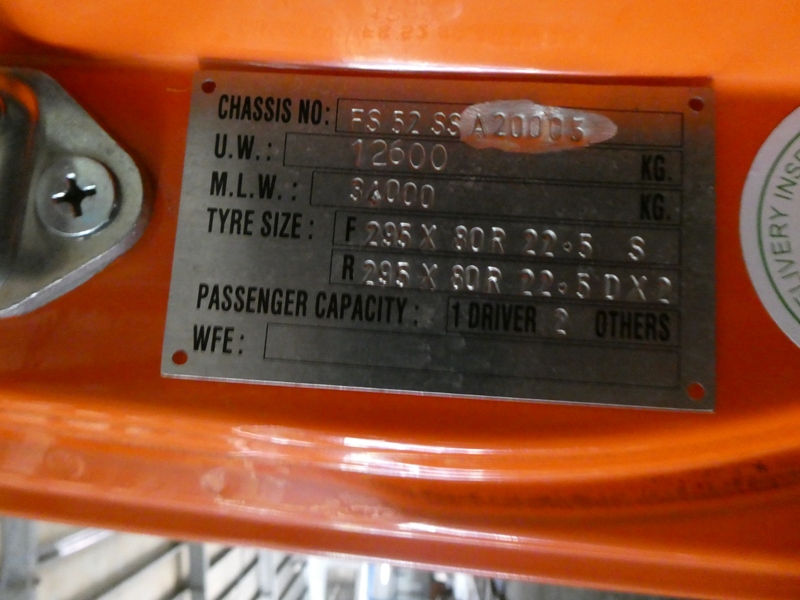 CHASSIS NO: FS 52 SS A20003
U.W.: 12600 KG.
M.L.W.: 34000 KG.
TYRE SIZE: F 295 X 80R 22.5 S
R 295 X 80R 22.5 DX2
PASSENGER CAPACITY: 1 DRIVER 2 OTHERS
WFE: